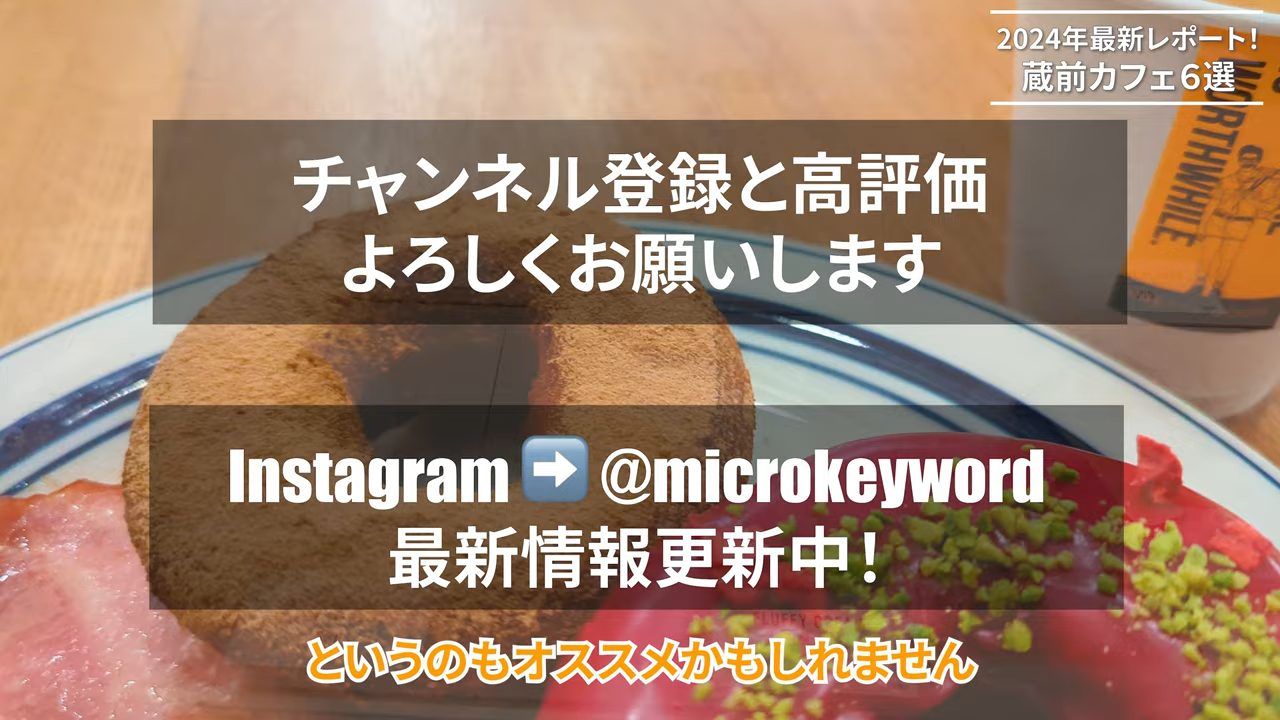 2024年最新レポート!
蔵前カフェ6選
WORTHWHILE.
チャンネル登録と高評価
よろしくお願いします
Instagram ➡ @microkeyword
最新情報更新中!
というのもオススメかもしれません